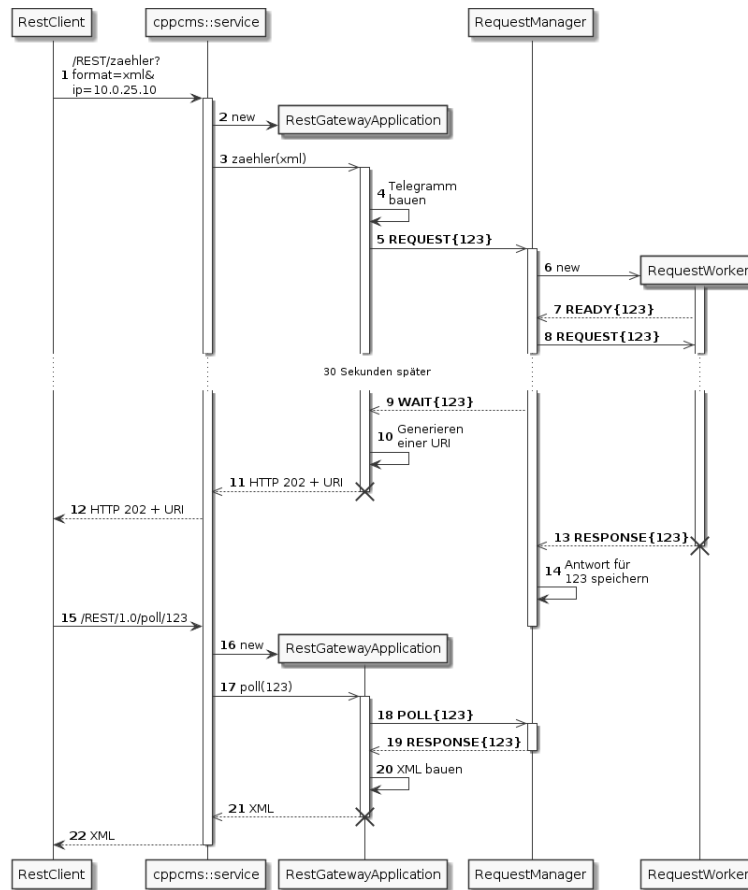 RestClient
cppcms::service
RequestManager
/REST/zaehler?
1 format=xml&
ip=10.0.25.10
2 new
RestGatewayApplication
3 zaehler(xml)
4 Telegramm
bauen
5 REQUEST{123}
6 new
RequestWorker
7 READY{123}
8 REQUEST{123}
30 Sekunden später
9 WAIT{123}
10 Generieren
einer URI
11 HTTP 202 + URI
12 HTTP 202 + URI
13 RESPONSE{123}
14 Antwort für
123 speichern
15 /REST/1.0/poll/123
16 new
RestGatewayApplication
17 poll(123)
18 POLL{123}
19 RESPONSE{123}
20 XML bauen
21 XML
22 XML
RestClient
cppcms::service
RestGatewayApplication
RequestManager
RequestWorker